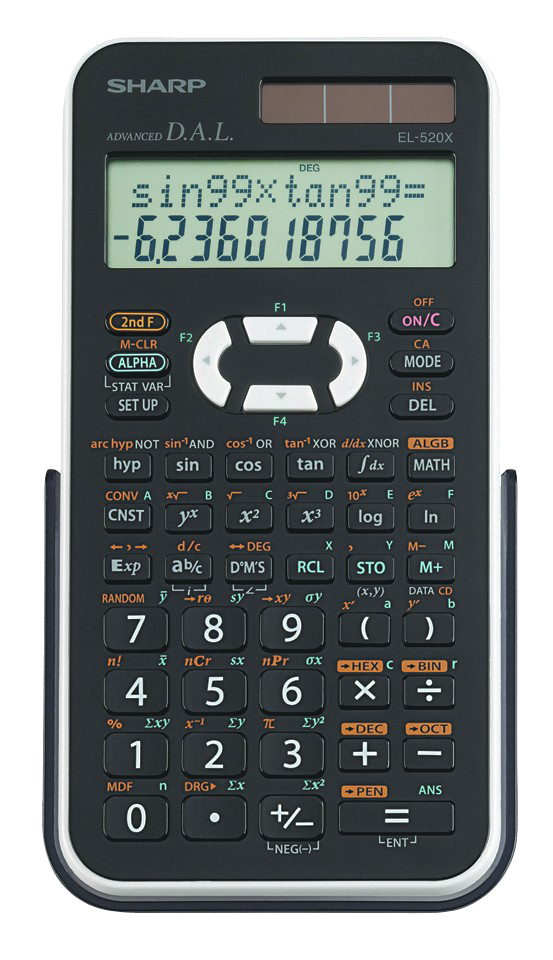 SHARP
ADVANCED D.A.L. EL-520X
DEG
sin99×tan99=
-6.236018756
F1 OFF
2nd F F2 F3 ON/C
M-CLR CA
ALPHA MODE
STAT VAR INS
SET UP F4 DEL
arc hyp NOT sin⁻¹ AND cos⁻¹ OR tan⁻¹ XOR d/dx XNOR ALGB
hyp sin cos tan ∫dx MATH
CONV A ˣ√ B √ C ³√ D 10ˣ E eˣ F
CNST yˣ x² x³ log ln
←,→ d/c ↔DEG X , Y M− M
Exp ab/c D°M'S RCL STO M+
i ∠ (x,y) DATA CD
RANDOM ȳ →rθ sy →xy σy x′ a y′ b
7 8 9 ( )
n! x̄ nCr sx nPr σx →HEX c →BIN r
4 5 6 × ÷
% Σxy x⁻¹ Σy π Σy² →DEC →OCT
1 2 3 + −
MDF n DRG▸ Σx Σx² →PEN ANS
0 • +/− =
NEG(−) ENT